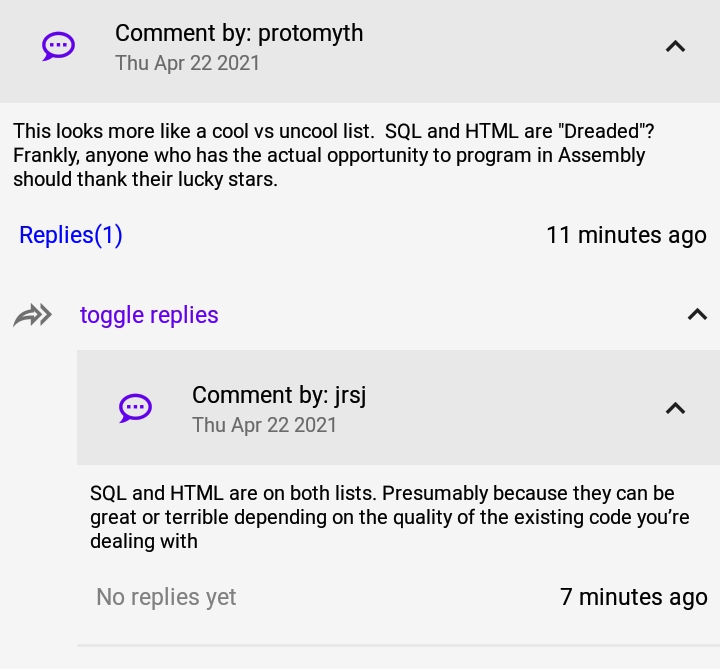 Comment by: protomyth
Thu Apr 22 2021
This looks more like a cool vs uncool list.  SQL and HTML are "Dreaded"?
Frankly, anyone who has the actual opportunity to program in Assembly
should thank their lucky stars.
Replies(1)
11 minutes ago
toggle replies
Comment by: jrsj
Thu Apr 22 2021
SQL and HTML are on both lists. Presumably because they can be
great or terrible depending on the quality of the existing code you’re
dealing with
No replies yet
7 minutes ago